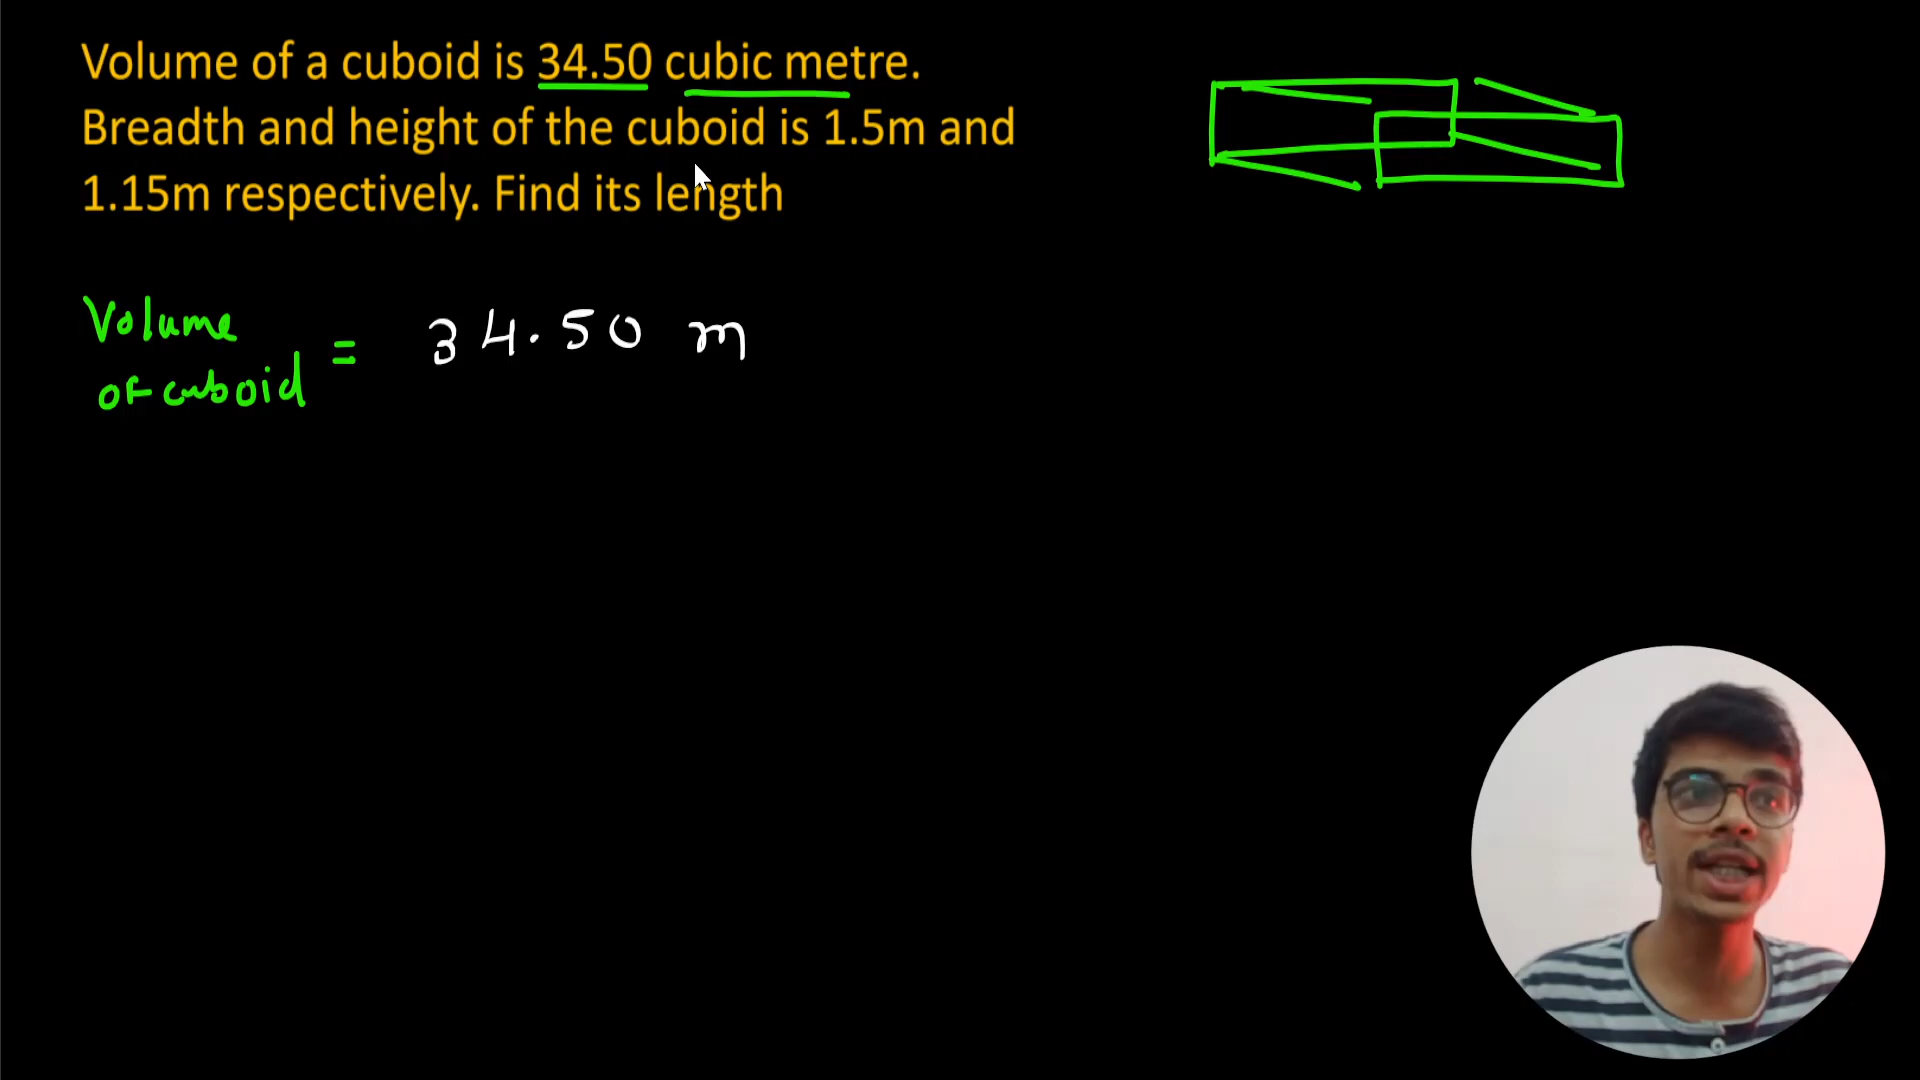 Volume of a cuboid is 34.50 cubic metre.
Breadth and height of the cuboid is 1.5m and
1.15m respectively. Find its length
Volume
of cuboid = 34.50 m